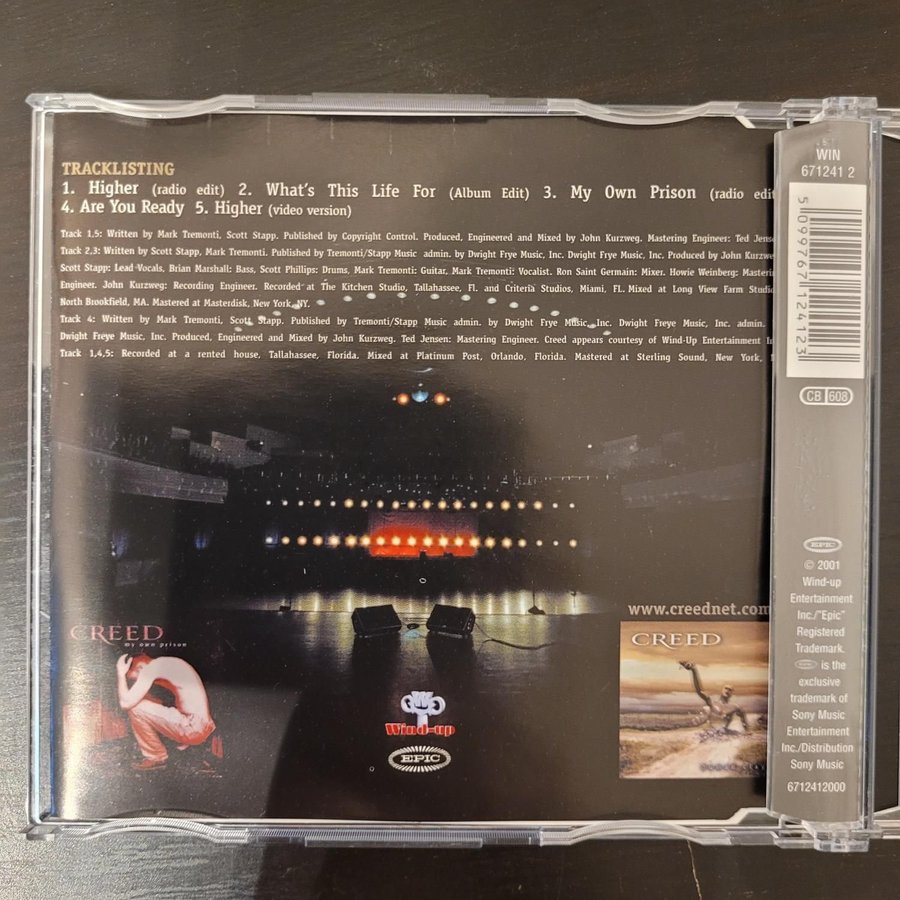 TRACKLISTING
1. Higher (radio edit) 2. What's This Life For (Album Edit) 3. My Own Prison (radio edit
4. Are You Ready 5. Higher (video version)
Track 1,5: Written by Mark Tremonti, Scott Stapp. Published by Copyright Control. Produced, Engineered and Mixed by John Kurzweg. Mastering Engineer: Ted Jense
Track 2,3: Written by Scott Stapp, Mark Tremonti. Published by Tremonti/Stapp Music admin. by Dwight Frye Music, Inc. Dwight Frye Music, Inc. Produced by John Kurzwe
Scott Stapp: Lead Vocals, Brian Marshall: Bass, Scott Phillips: Drums, Mark Tremonti: Guitar, Mark Tremonti: Vocalist. Ron Saint Germain: Mixer. Howie Weinberg: Masteri
Engineer. John Kurzweg: Recording Engineer. Recorded at The Kitchen Studio, Tallahassee, Fl. and Criteria Studios, Miami, FL. Mixed at Long View Farm Studio
North Brookfield, MA. Mastered at Masterdisk, New York, NY.
Track 4: Written by Mark Tremonti, Scott Stapp. Published by Tremonti/Stapp Music admin. by Dwight Frye Music, Inc. Dwight Freye Music, Inc. admin.
Dwight Freye Music, Inc. Produced, Engineered and Mixed by John Kurzweg. Ted Jensen: Mastering Engineer. Creed appears courtesy of Wind-Up Entertainment In
Track 1,4,5: Recorded at a rented house, Tallahassee, Florida. Mixed at Platinum Post, Orlando, Florida. Mastered at Sterling Sound, New York,
www.creednet.com
CREED
my own prison
CREED
Wind-up
EPIC
WIN
671241 2
5 099767 124123
CB 608
EPIC
© 2001
Wind-up
Entertainment
Inc./"Epic"
Registered
Trademark.
is the
exclusive
trademark of
Sony Music
Entertainment
Inc./Distribution
Sony Music
6712412000